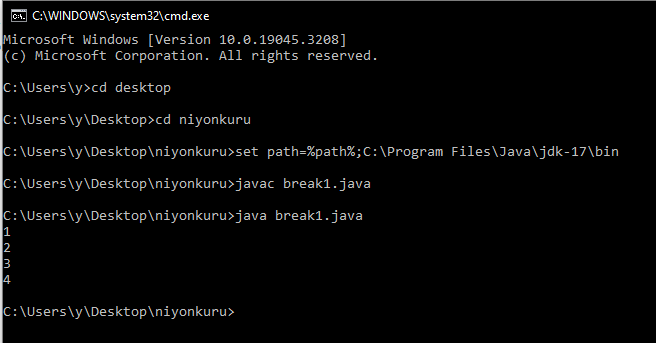 C:\WINDOWS\system32\cmd.exe
Microsoft Windows [Version 10.0.19045.3208]
(c) Microsoft Corporation. All rights reserved.
C:\Users\y>cd desktop
C:\Users\y\Desktop>cd niyonkuru
C:\Users\y\Desktop\niyonkuru>set path=%path%;C:\Program Files\Java\jdk-17\bin
C:\Users\y\Desktop\niyonkuru>javac break1.java
C:\Users\y\Desktop\niyonkuru>java break1.java
1
2
3
4
C:\Users\y\Desktop\niyonkuru>